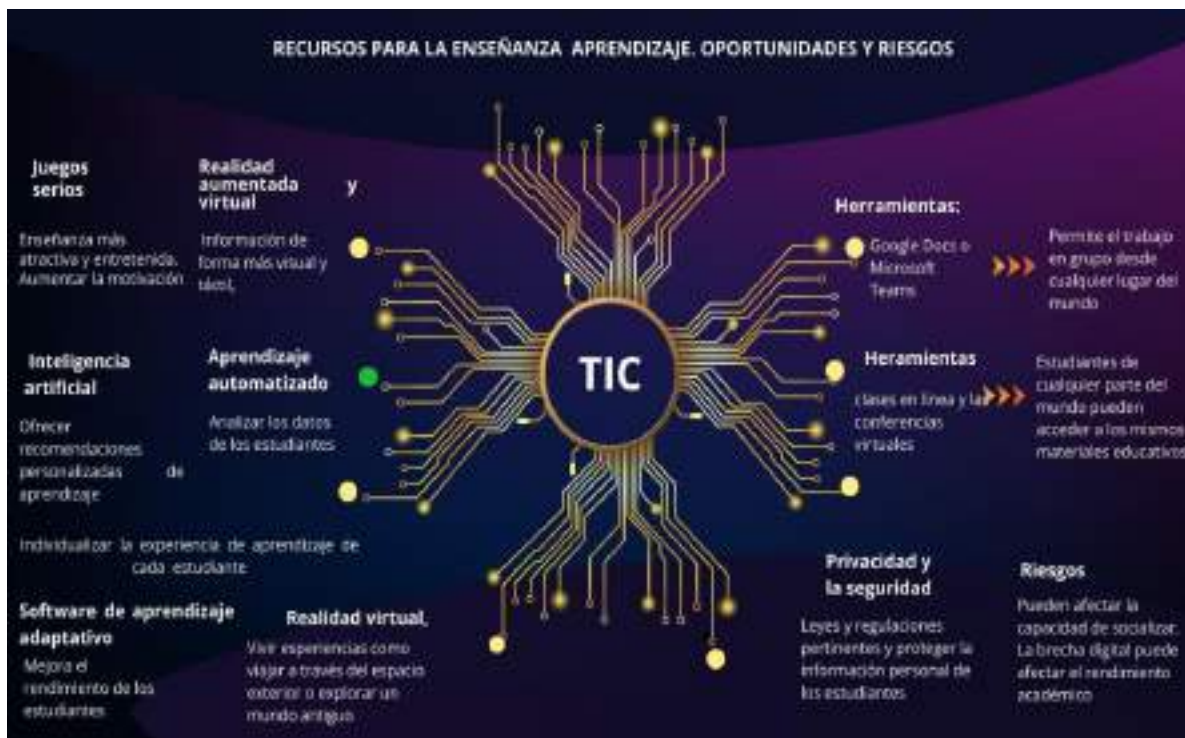 RECURSOS PARA LA ENSEÑANZA APRENDIZAJE. OPORTUNIDADES Y RIESGOS
Juegos
serios
Enseñanza más
atractiva y entretenida.
Aumentar la motivación
Realidad
aumentada y
virtual
Información de
forma más visual y
táctil,
Inteligencia
artificial
Ofrecer
recomendaciones
personalizadas de
aprendizaje
Aprendizaje
automatizado
Analizar los datos
de los estudiantes
Individualizar la experiencia de aprendizaje de
cada estudiante
Software de aprendizaje
adaptativo
Mejora el
rendimiento de los
estudiantes
Realidad virtual,
Vivir experiencias como
viajar a través del espacio
exterior o explorar un
mundo antiguo
TIC
Herramientas:
Google Docs o
Microsoft
Teams
Permite el trabajo
en grupo desde
cualquier lugar del
mundo
Heramientas
clases en línea y las
conferencias
virtuales
Estudiantes de
cualquier parte del
mundo pueden
acceder a los mismos
materiales educativos
Privacidad y
la seguridad
Leyes y regulaciones
pertinentes y proteger la
información personal de
los estudiantes
Riesgos
Pueden afectar la
capacidad de socializar.
La brecha digital puede
afectar el rendimiento
académico